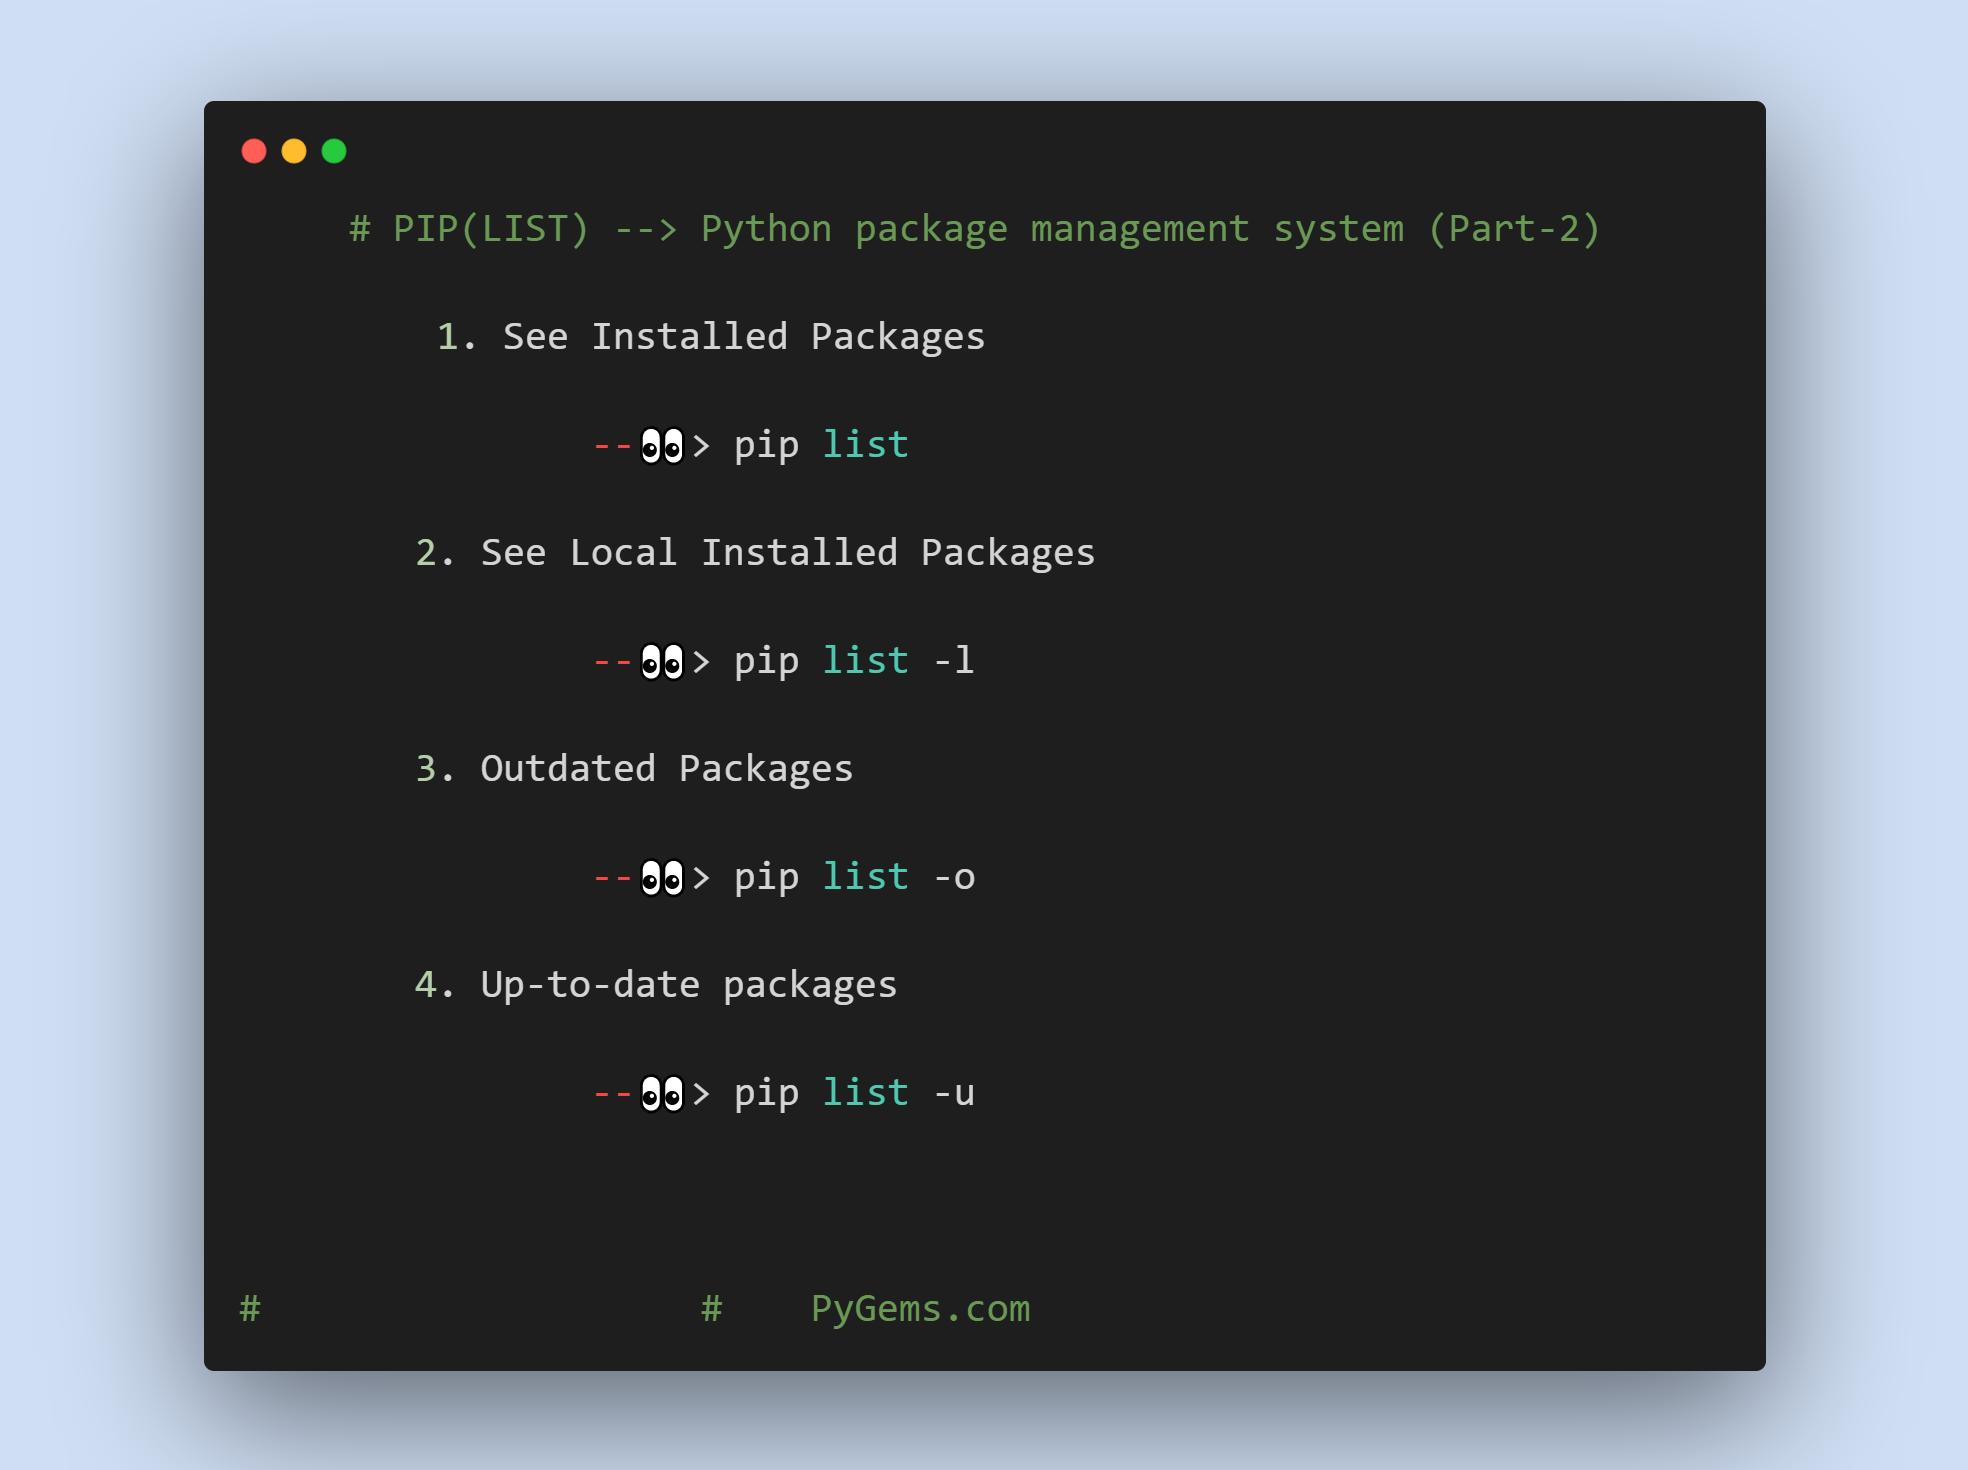 # PIP(LIST) --> Python package management system (Part-2)
1. See Installed Packages
--👀> pip list
2. See Local Installed Packages
--👀> pip list -l
3. Outdated Packages
--👀> pip list -o
4. Up-to-date packages
--👀> pip list -u
# # PyGems.com